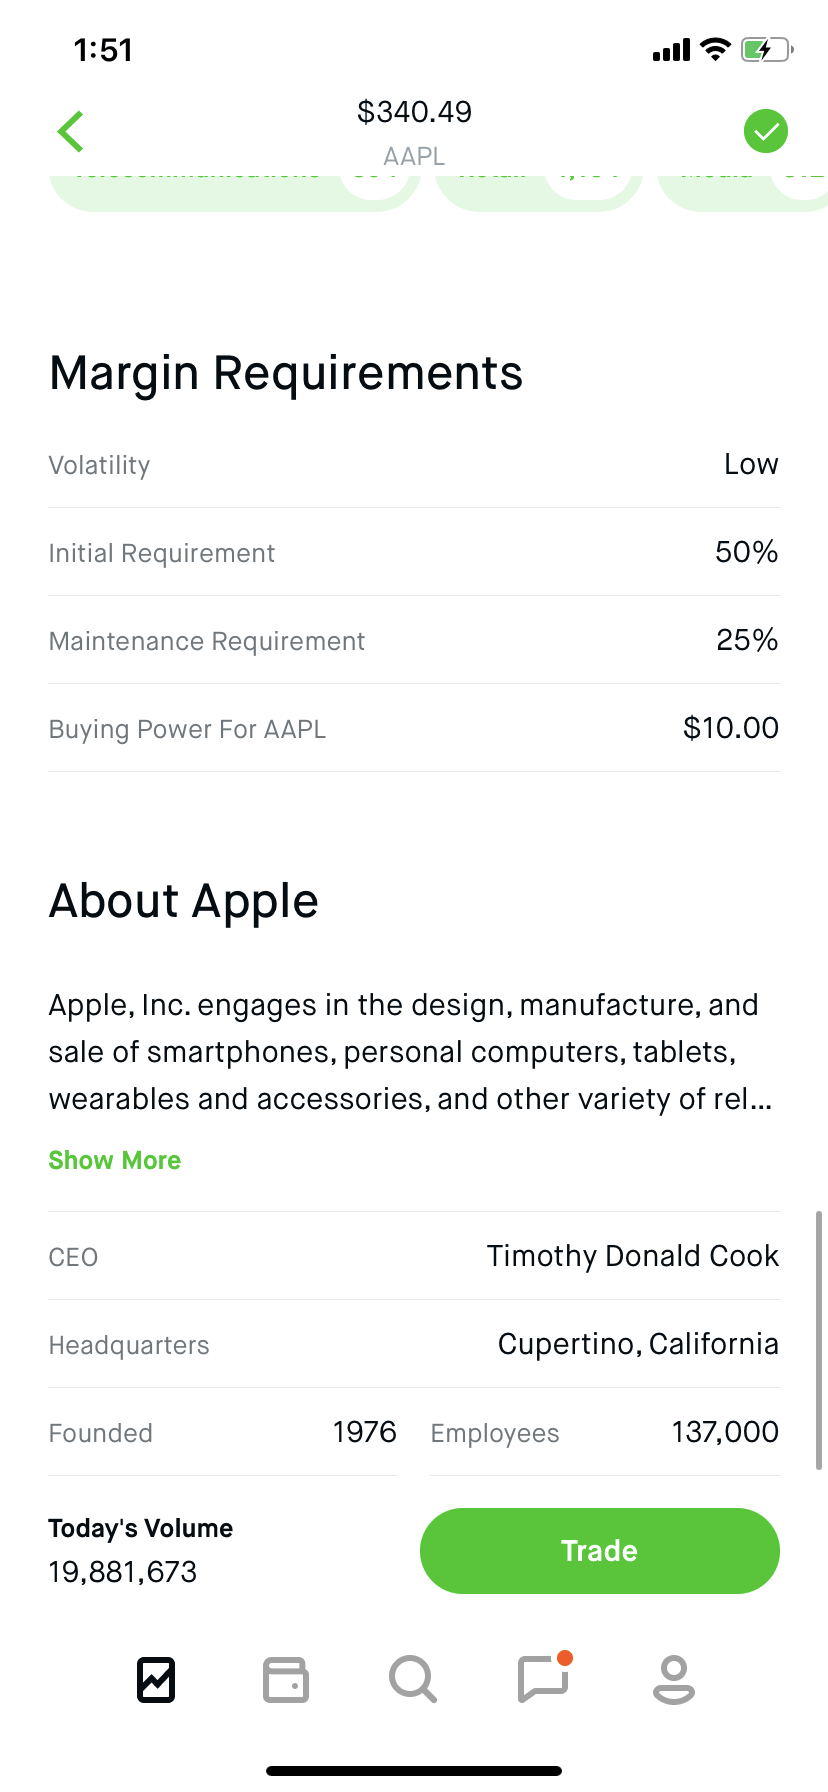 1:51
$340.49
AAPL
Margin Requirements
Volatility Low
Initial Requirement 50%
Maintenance Requirement 25%
Buying Power For AAPL $10.00
About Apple
Apple, Inc. engages in the design, manufacture, and
sale of smartphones, personal computers, tablets,
wearables and accessories, and other variety of rel...
Show More
CEO Timothy Donald Cook
Headquarters Cupertino, California
Founded 1976 Employees 137,000
Today's Volume
19,881,673
Trade